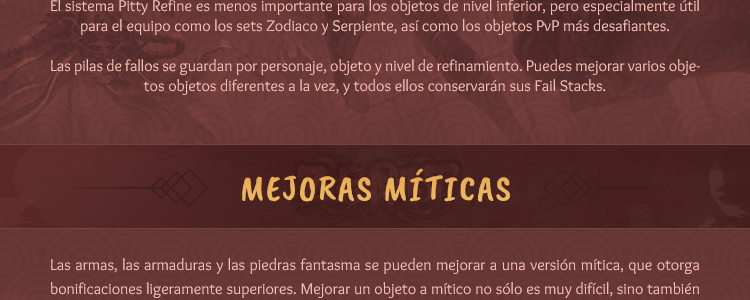 El sistema Pitty Refine es menos importante para los objetos de nivel inferior, pero especialmente útil
para el equipo como los sets Zodiaco y Serpiente, así como los objetos PvP más desafiantes.
Las pilas de fallos se guardan por personaje, objeto y nivel de refinamiento. Puedes mejorar varios obje-
tos objetos diferentes a la vez, y todos ellos conservarán sus Fail Stacks.
MEJORAS MÍTICAS
Las armas, las armaduras y las piedras fantasma se pueden mejorar a una versión mítica, que otorga
bonificaciones ligeramente superiores. Mejorar un objeto a mítico no sólo es muy difícil, sino también